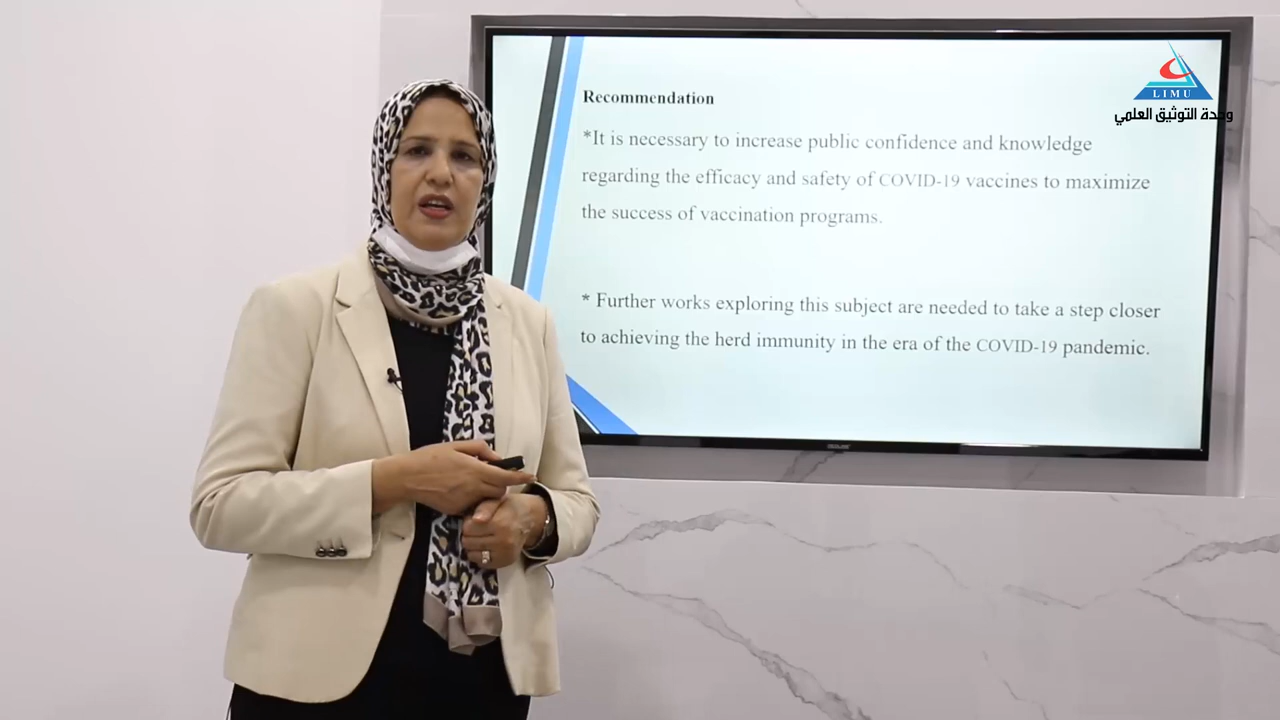 LIMU
وحدة التوثيق العلمي
Recommendation
*It is necessary to increase public confidence and knowledge
regarding the efficacy and safety of COVID-19 vaccines to maximize
the success of vaccination programs.
* Further works exploring this subject are needed to take a step closer
to achieving the herd immunity in the era of the COVID-19 pandemic.